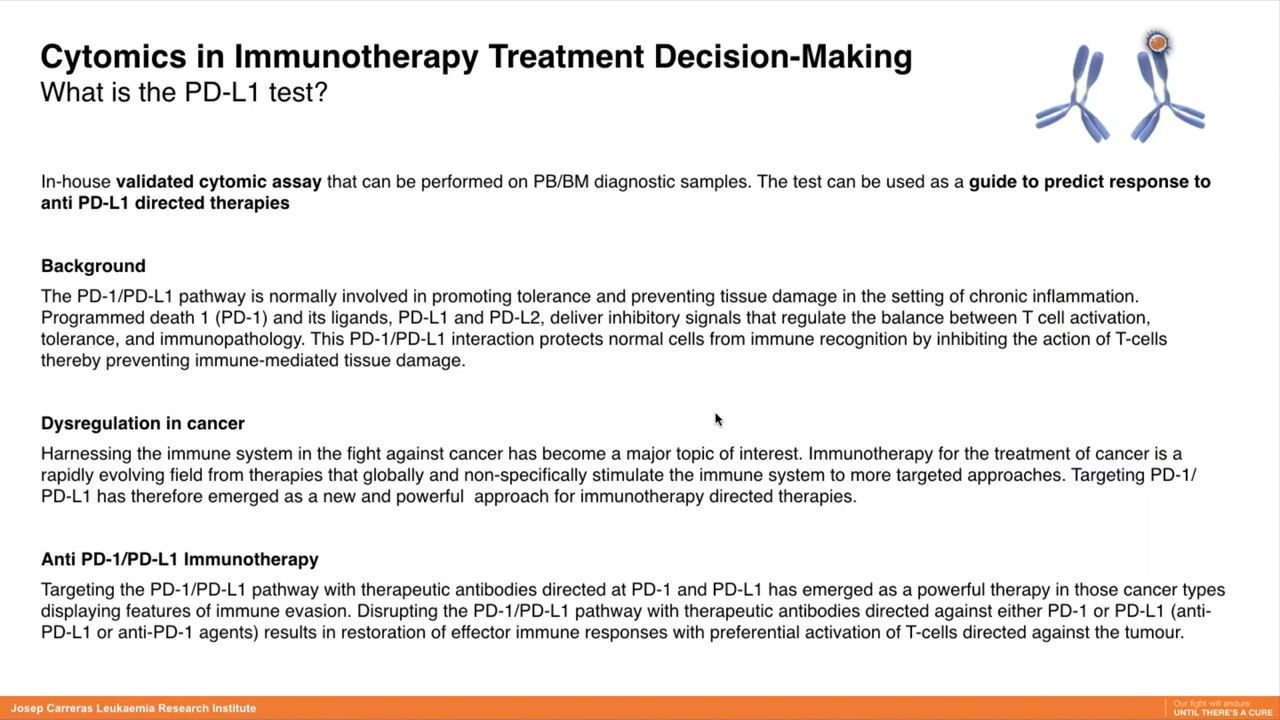 Cytomics in Immunotherapy Treatment Decision-Making
What is the PD-L1 test?
In-house validated cytomic assay that can be performed on PB/BM diagnostic samples. The test can be used as a guide to predict response to
anti PD-L1 directed therapies
Background
The PD-1/PD-L1 pathway is normally involved in promoting tolerance and preventing tissue damage in the setting of chronic inflammation.
Programmed death 1 (PD-1) and its ligands, PD-L1 and PD-L2, deliver inhibitory signals that regulate the balance between T cell activation,
tolerance, and immunopathology. This PD-1/PD-L1 interaction protects normal cells from immune recognition by inhibiting the action of T-cells
thereby preventing immune-mediated tissue damage.
Dysregulation in cancer
Harnessing the immune system in the fight against cancer has become a major topic of interest. Immunotherapy for the treatment of cancer is a
rapidly evolving field from therapies that globally and non-specifically stimulate the immune system to more targeted approaches. Targeting PD-1/
PD-L1 has therefore emerged as a new and powerful  approach for immunotherapy directed therapies.
Anti PD-1/PD-L1 Immunotherapy
Targeting the PD-1/PD-L1 pathway with therapeutic antibodies directed at PD-1 and PD-L1 has emerged as a powerful therapy in those cancer types
displaying features of immune evasion. Disrupting the PD-1/PD-L1 pathway with therapeutic antibodies directed against either PD-1 or PD-L1 (anti-
PD-L1 or anti-PD-1 agents) results in restoration of effector immune responses with preferential activation of T-cells directed against the tumour.
Josep Carreras Leukaemia Research Institute
Our fight will endure
UNTIL THERE'S A CURE